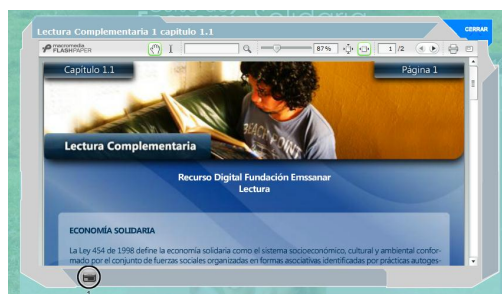 Lectura Complementaria 1 capitulo 1.1
CERRAR
macromedia
FLASHPAPER
87%
1 /2
Capítulo 1.1
Página 1
Lectura Complementaria
Recurso Digital Fundación Emssanar
Lectura
ECONOMÍA SOLIDARIA
La Ley 454 de 1998 define la economía solidaria como el sistema socioeconómico, cultural y ambiental confor-
mado por el conjunto de fuerzas sociales organizadas en formas asociativas identificadas por prácticas autoges-